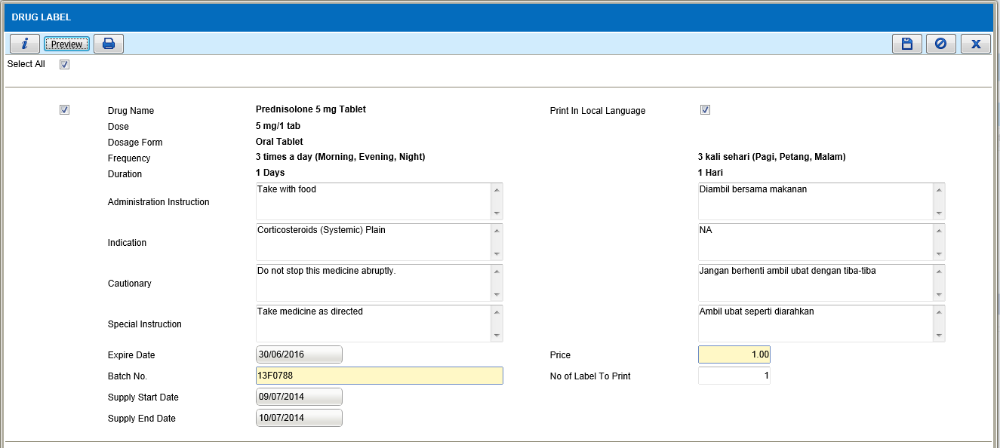 DRUG LABEL
i Preview
Select All
Drug Name Prednisolone 5 mg Tablet Print In Local Language
Dose 5 mg/1 tab
Dosage Form Oral Tablet
Frequency 3 times a day (Morning, Evening, Night) 3 kali sehari (Pagi, Petang, Malam)
Duration 1 Days 1 Hari
Administration Instruction Take with food Diambil bersama makanan
Indication Corticosteroids (Systemic) Plain NA
Cautionary Do not stop this medicine abruptly. Jangan berhenti ambil ubat dengan tiba-tiba
Special Instruction Take medicine as directed Ambil ubat seperti diarahkan
Expire Date 30/06/2016 Price 1.00
Batch No. 13F0788 No of Label To Print 1
Supply Start Date 09/07/2014
Supply End Date 10/07/2014